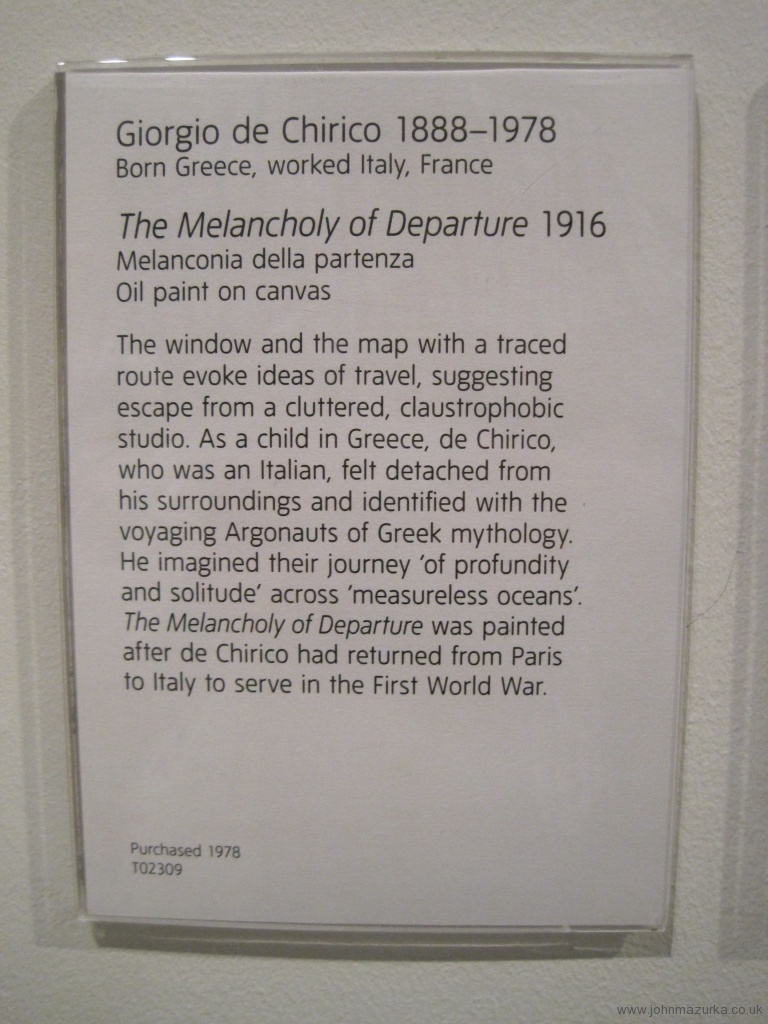 Giorgio de Chirico 1888–1978
Born Greece, worked Italy, France
The Melancholy of Departure 1916
Melanconia della partenza
Oil paint on canvas
The window and the map with a traced
route evoke ideas of travel, suggesting
escape from a cluttered, claustrophobic
studio. As a child in Greece, de Chirico,
who was an Italian, felt detached from
his surroundings and identified with the
voyaging Argonauts of Greek mythology.
He imagined their journey ‘of profundity
and solitude’ across ‘measureless oceans’.
The Melancholy of Departure was painted
after de Chirico had returned from Paris
to Italy to serve in the First World War.
Purchased 1978
T02309
www.johnmazurka.co.uk